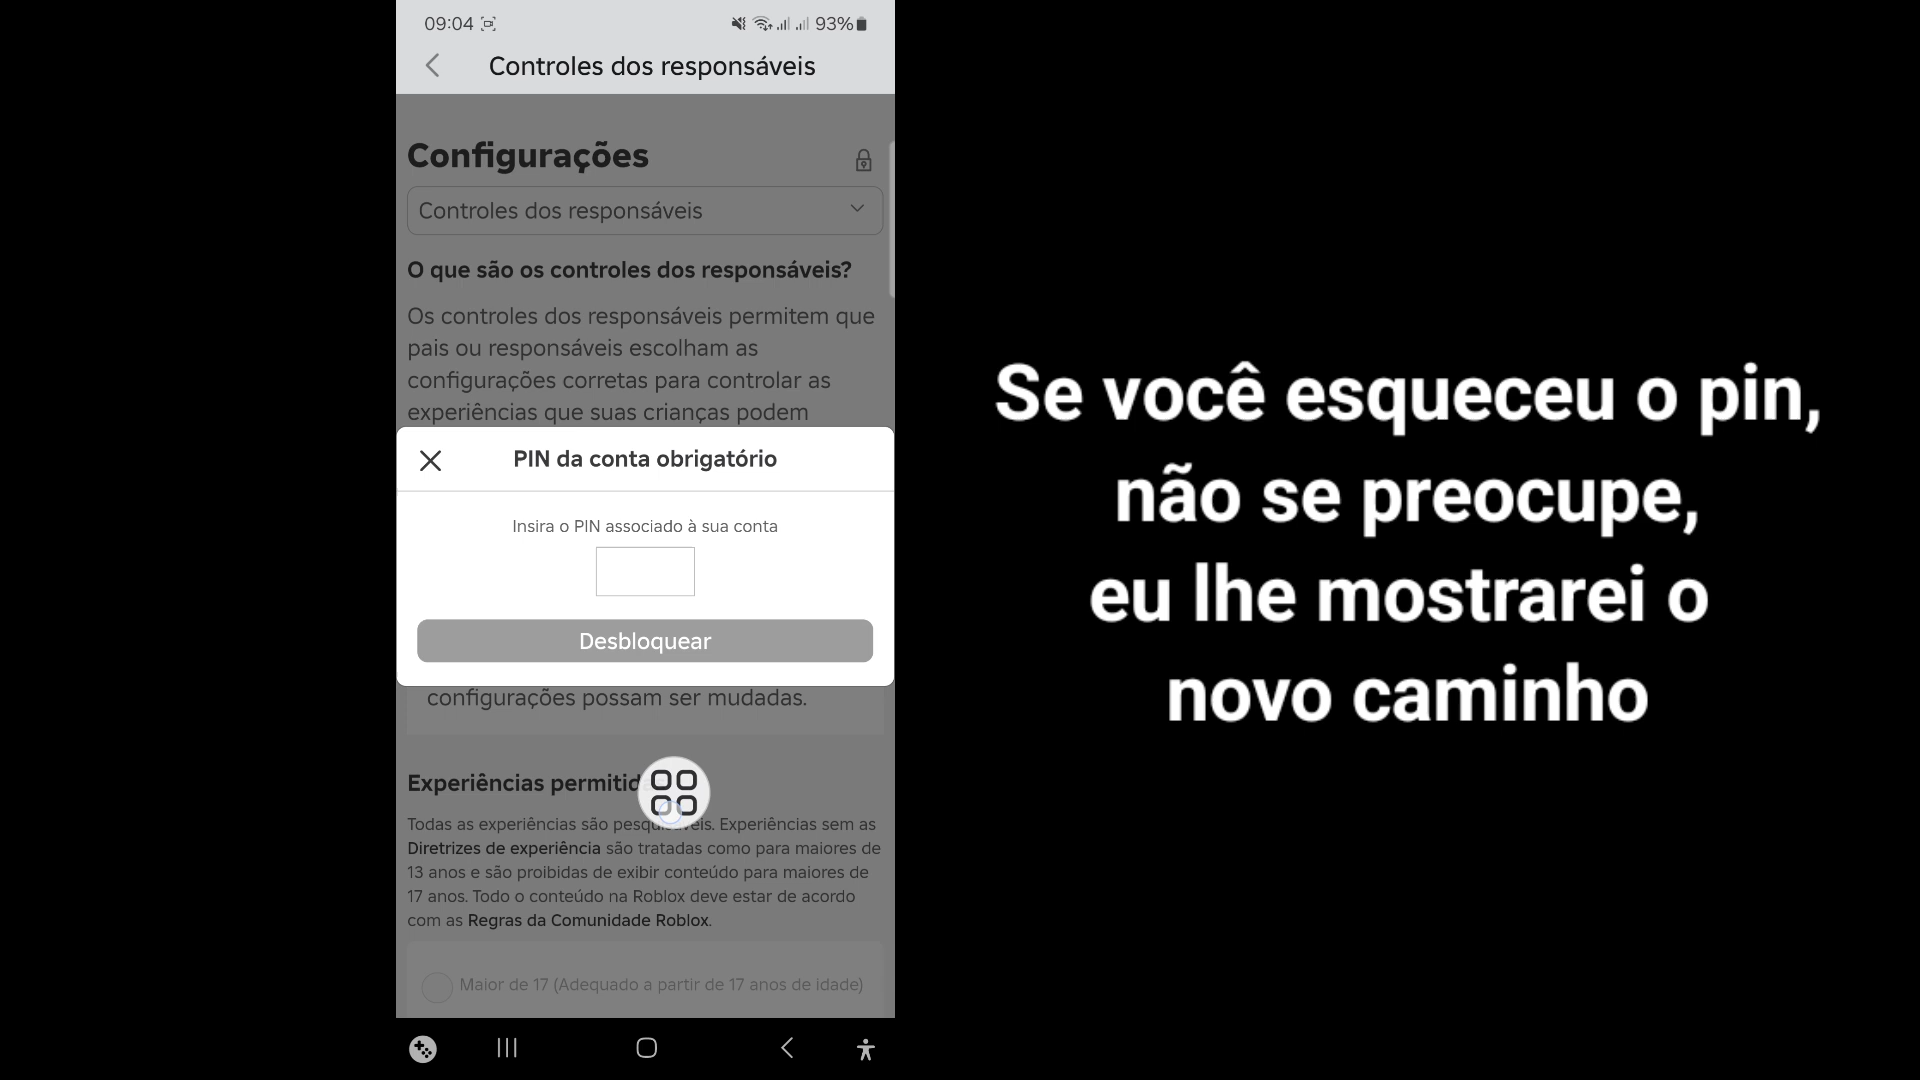 09:04
93%
Controles dos responsáveis
Configurações
Controles dos responsáveis
O que são os controles dos responsáveis?
Os controles dos responsáveis permitem que
pais ou responsáveis escolham as
configurações corretas para controlar as
experiências que suas crianças podem
PIN da conta obrigatório
Insira o PIN associado à sua conta
Desbloquear
configurações possam ser mudadas.
Experiências
Todas as experiências são Experiências sem as
Diretrizes de experiência são tratadas como para maiores de
13 anos e são proibidas de exibir conteúdo para maiores de
17 anos. Todo o conteúdo na Roblox deve estar de acordo
com as Regras da Comunidade Roblox.
Maior de 17 (Adequado a partir de 17 anos de idade)
Se você esqueceu o pin,
não se preocupe,
eu lhe mostrarei o
novo caminho